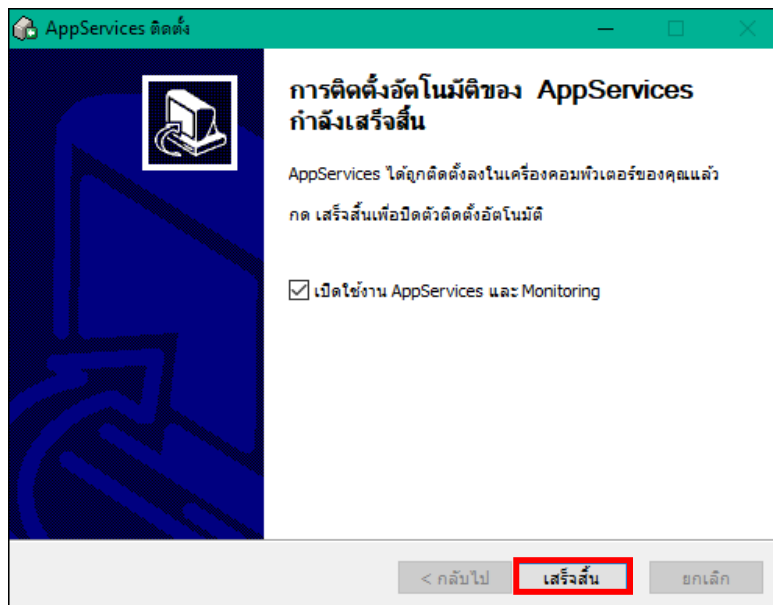 AppServices ติดตั้ง
การติดตั้งอัตโนมัติของ AppServices
กำลังเสร็จสิ้น
AppServices ได้ถูกติดตั้งลงในเครื่องคอมพิวเตอร์ของคุณแล้ว
กด เสร็จสิ้นเพื่อปิดตัวติดตั้งอัตโนมัติ
เปิดใช้งาน AppServices และ Monitoring
< กลับไป
เสร็จสิ้น
ยกเลิก